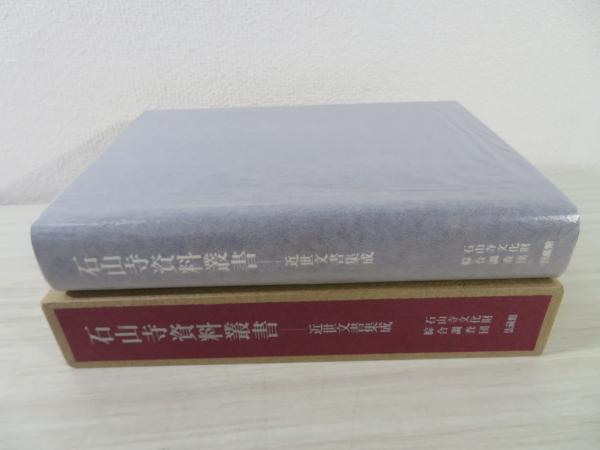 石山寺資料叢書
近世文書集成
石山寺文化財
綜合調査団
法藏館
石山寺資料叢書
近世文書集成
石山寺文化財
綜合調査団
法藏館